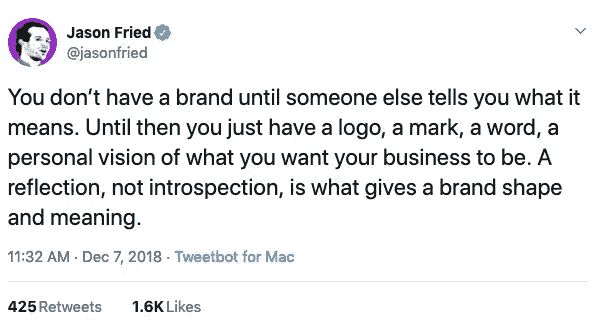 Jason Fried
@jasonfried
You don’t have a brand until someone else tells you what it
means. Until then you just have a logo, a mark, a word, a
personal vision of what you want your business to be. A
reflection, not introspection, is what gives a brand shape
and meaning.
11:32 AM · Dec 7, 2018 · Tweetbot for Mac
425 Retweets 1.6K Likes